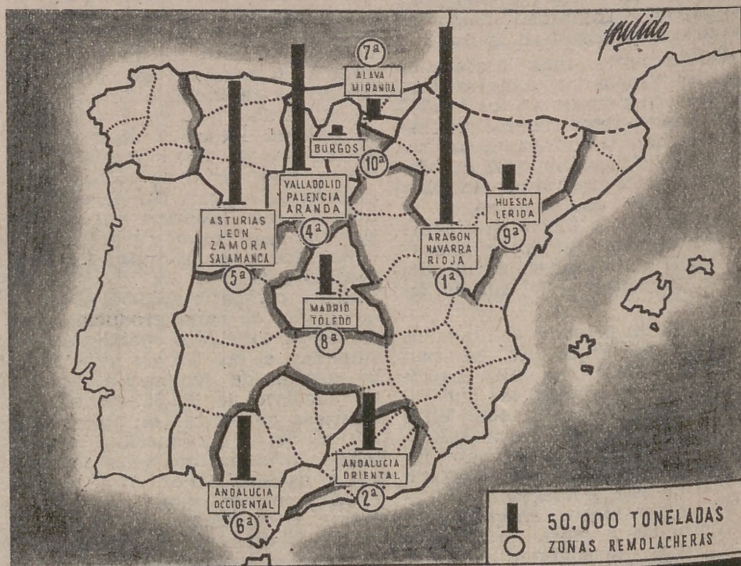 pulido
7ª
ALAVA
MIRANDA
BURGOS
10ª
VALLADOLID
PALENCIA
ARANDA
4ª
ASTURIAS
LEON
ZAMORA
SALAMANCA
5ª
HUESCA
LERIDA
9ª
ARAGON
NAVARRA
RIOJA
1ª
MADRID
TOLEDO
8ª
ANDALUCIA
OCCIDENTAL
6ª
ANDALUCIA
ORIENTAL
2ª
50.000 TONELADAS
ZONAS REMOLACHERAS